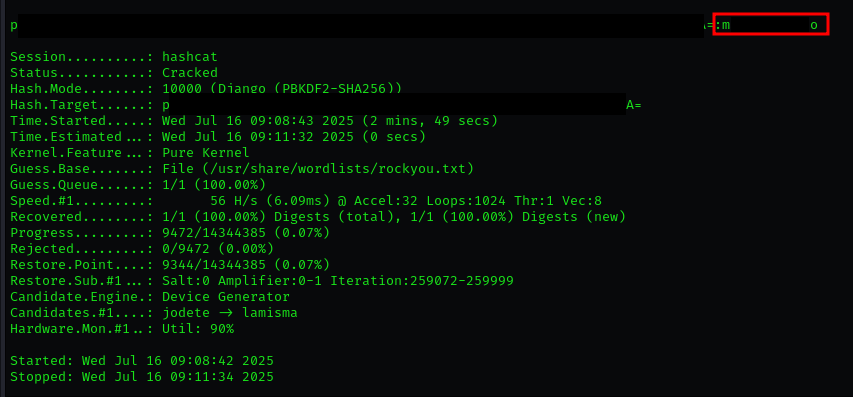 p =:m o
Session..........: hashcat
Status...........: Cracked
Hash.Mode........: 10000 (Django (PBKDF2-SHA256))
Hash.Target......: p A=
Time.Started.....: Wed Jul 16 09:08:43 2025 (2 mins, 49 secs)
Time.Estimated...: Wed Jul 16 09:11:32 2025 (0 secs)
Kernel.Feature...: Pure Kernel
Guess.Base.......: File (/usr/share/wordlists/rockyou.txt)
Guess.Queue......: 1/1 (100.00%)
Speed.#1.........: 56 H/s (6.09ms) @ Accel:32 Loops:1024 Thr:1 Vec:8
Recovered........: 1/1 (100.00%) Digests (total), 1/1 (100.00%) Digests (new)
Progress.........: 9472/14344385 (0.07%)
Rejected.........: 0/9472 (0.00%)
Restore.Point....: 9344/14344385 (0.07%)
Restore.Sub.#1...: Salt:0 Amplifier:0-1 Iteration:259072-259999
Candidate.Engine.: Device Generator
Candidates.#1....: jodete -> lamisma
Hardware.Mon.#1..: Util: 90%
Started: Wed Jul 16 09:08:42 2025
Stopped: Wed Jul 16 09:11:34 2025